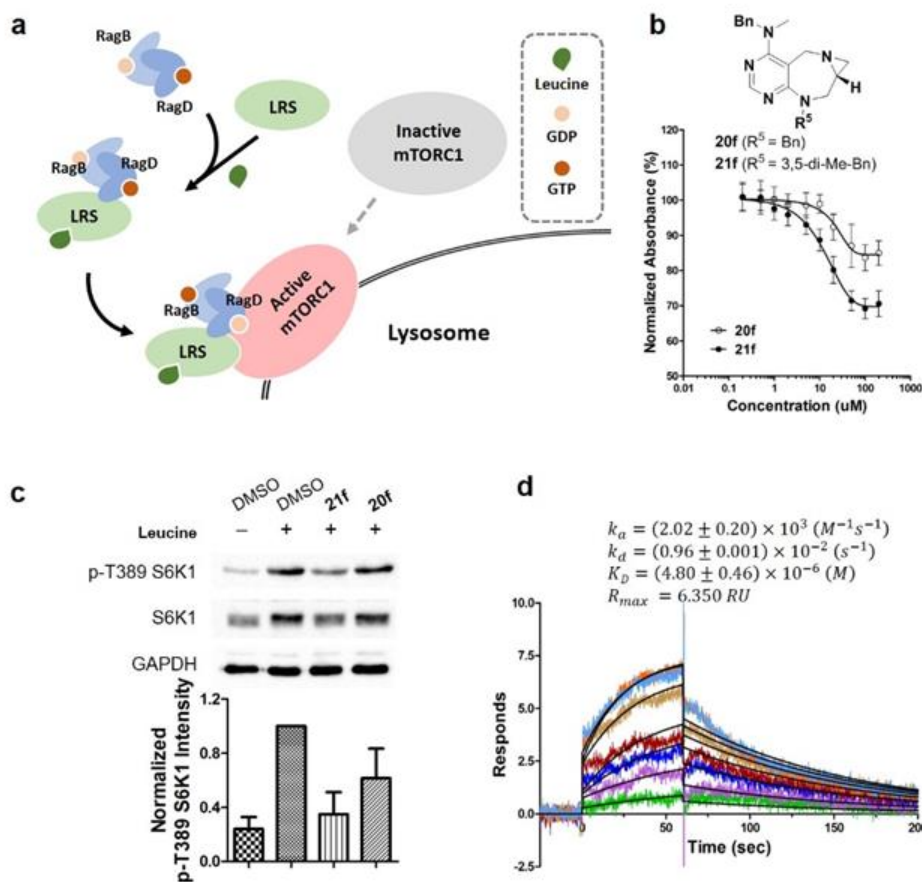 a
RagB
RagD
LRS
Inactive
mTORC1
Leucine
GDP
GTP
RagB
RagD
LRS
RagB
RagD
LRS
Active
mTORC1
Lysosome
b
Bn
N
N
N
N
N
H
R5
20f (R5 = Bn)
21f (R5 = 3,5-di-Me-Bn)
Normalized Absorbance (%)
110
100
90
80
70
60
50
20f
21f
0.01 0.1 1 10 100 1000
Concentration (uM)
c
DMSO DMSO 21f 20f
Leucine − + + +
p-T389 S6K1
S6K1
GAPDH
Normalized
p-T389 S6K1 Intensity
1.2
0.8
0.4
0.0
d
ka = (2.02 ± 0.20) × 10³ (M⁻¹s⁻¹)
kd = (0.96 ± 0.001) × 10⁻² (s⁻¹)
KD = (4.80 ± 0.46) × 10⁻⁶ (M)
Rmax = 6.350 RU
Responds
10.0
7.5
5.0
2.5
0.0
-2.5
0 50 100 150 200
Time (sec)